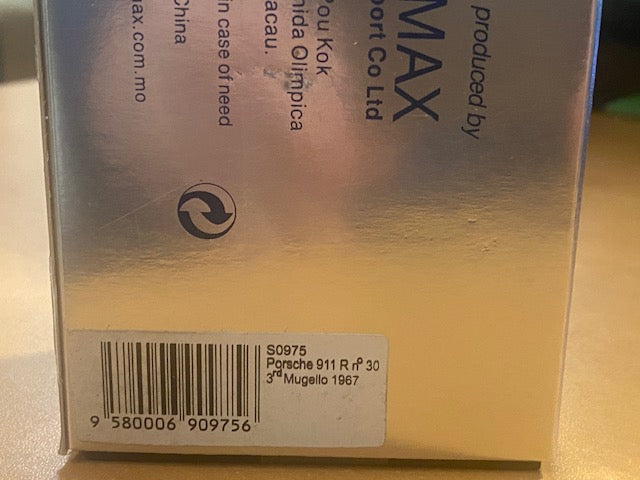 produced by
MAX
port Co Ltd
Pou Kok
nida Olimpica
acau.
in case of need
China
ax.com.mo
S0975
Porsche 911 R nº 30
3rd Mugello 1967
9 580006 909756